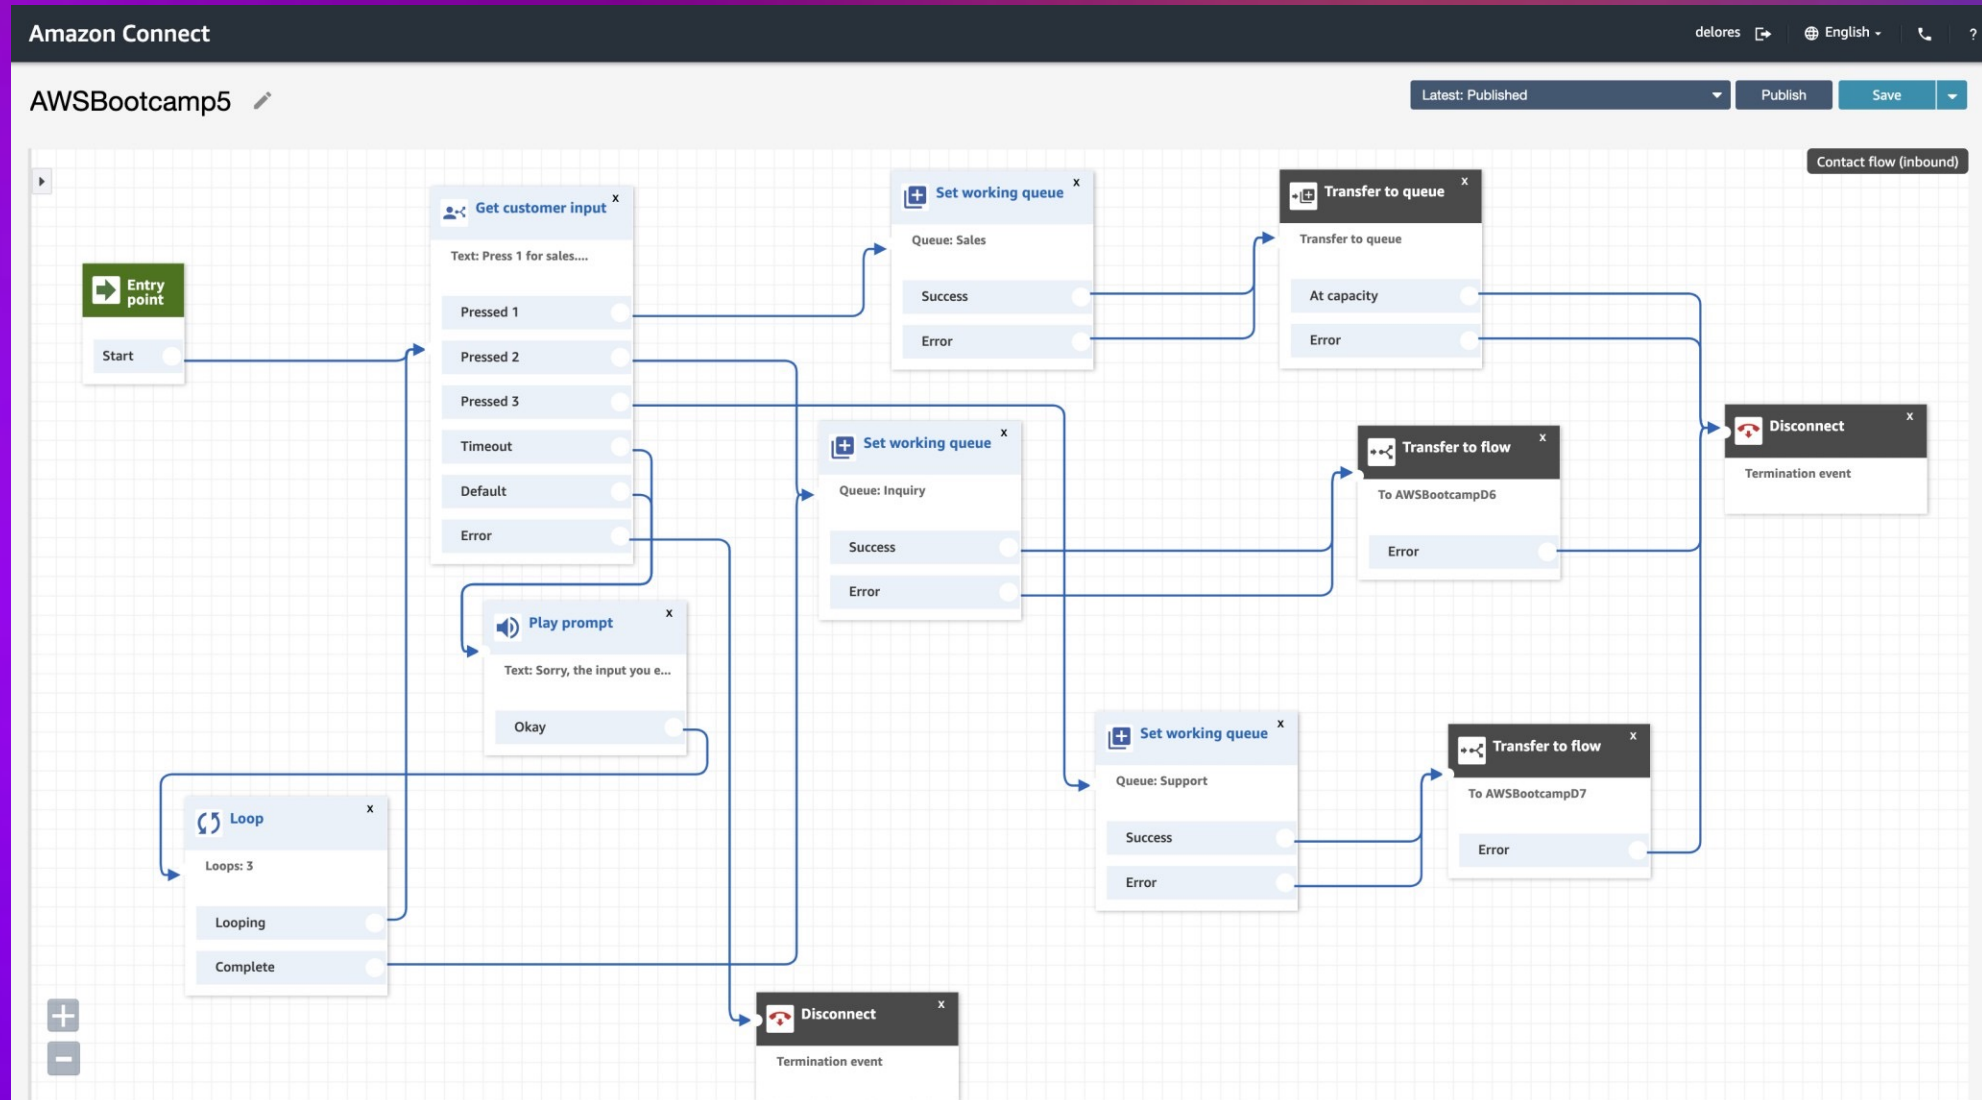 Amazon Connect
delores
English
?
AWSBootcamp5
Latest: Published
Publish
Save
Contact flow (inbound)
Entry
point
Start
Get customer input
x
Text: Press 1 for sales....
Pressed 1
Pressed 2
Pressed 3
Timeout
Default
Error
Set working queue
x
Queue: Sales
Success
Error
Transfer to queue
x
Transfer to queue
At capacity
Error
Set working queue
x
Queue: Inquiry
Success
Error
Transfer to flow
x
To AWSBootcampD6
Error
Disconnect
x
Termination event
Play prompt
x
Text: Sorry, the input you e...
Okay
Set working queue
x
Queue: Support
Success
Error
Transfer to flow
x
To AWSBootcampD7
Error
Loop
x
Loops: 3
Looping
Complete
Disconnect
x
Termination event